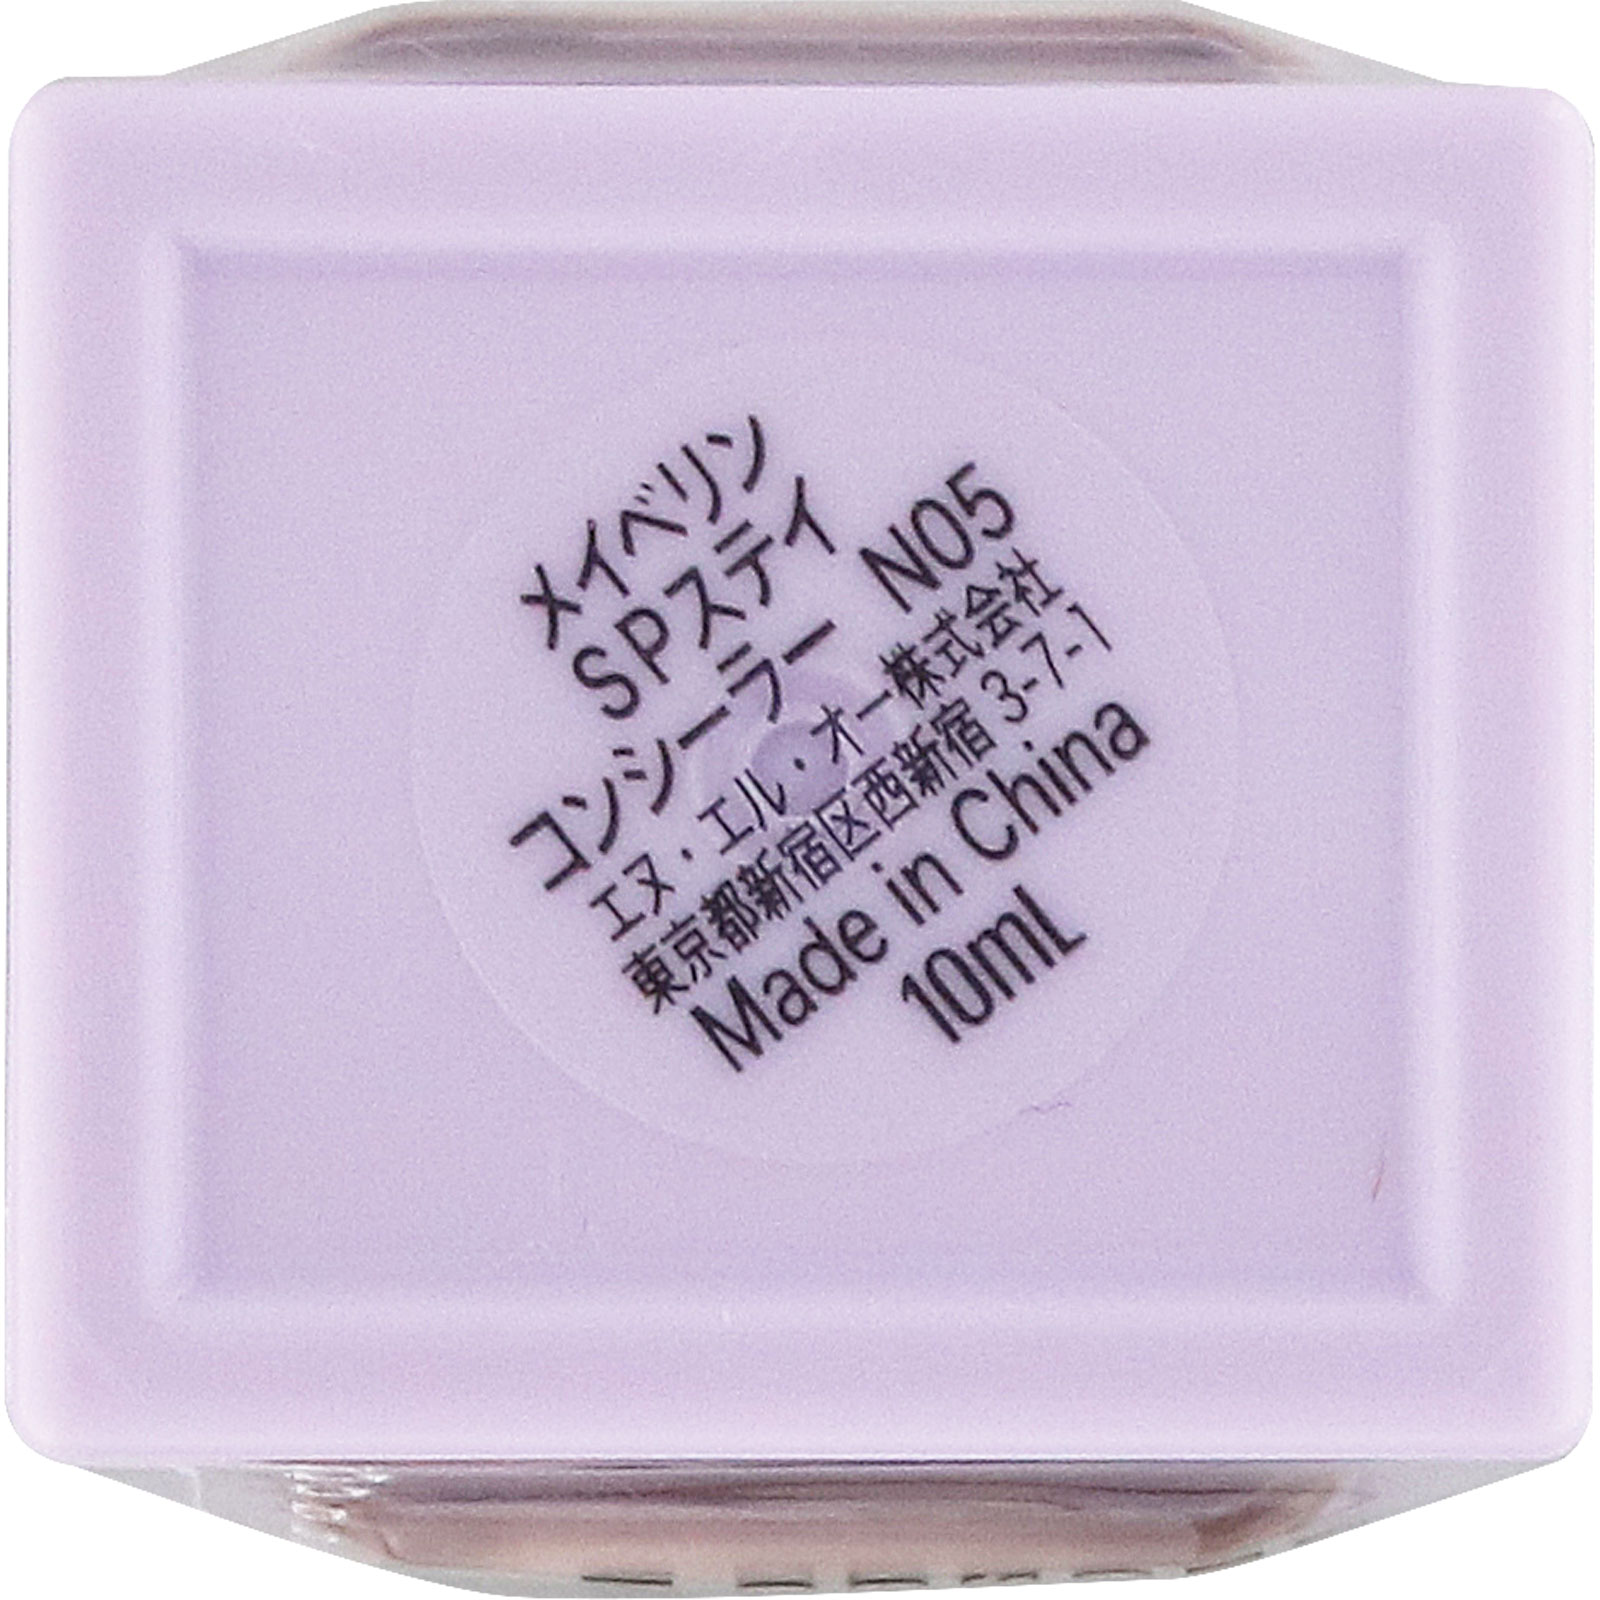 メイベリン
SPステイ
コンシーラー N05
エヌ・エル・オー株式会社
東京都新宿区西新宿 3-7-1
Made in China
10mL